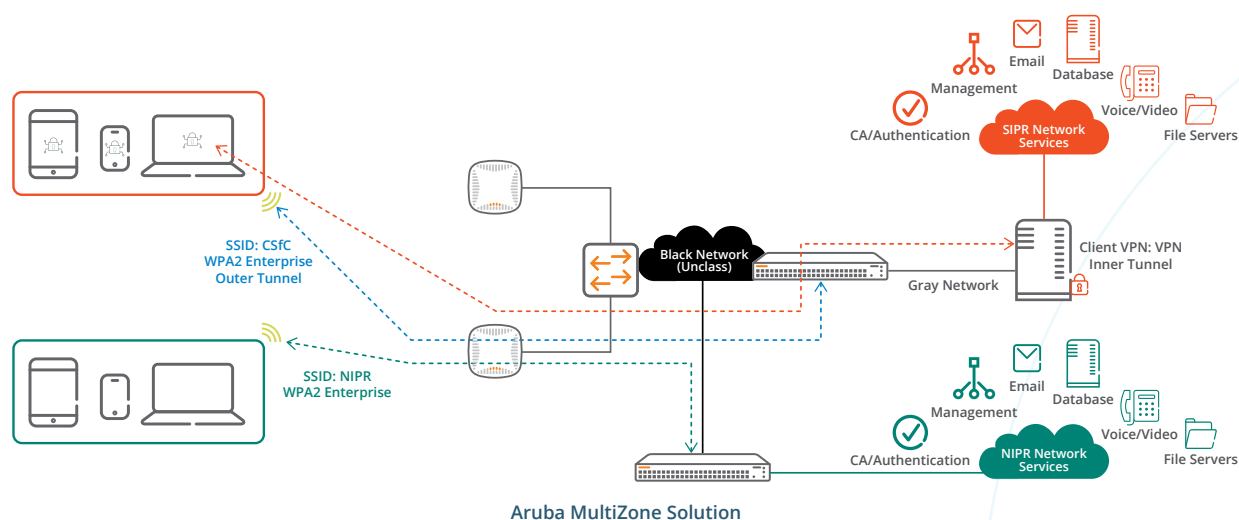 Email
Management
Database
Voice/Video
CA/Authentication
SIPR Network
Services
File Servers
SSID: CSfC
WPA2 Enterprise
Outer Tunnel
Black Network
(Unclass)
Gray Network
Client VPN: VPN
Inner Tunnel
SSID: NIPR
WPA2 Enterprise
Email
Management
Database
Voice/Video
CA/Authentication
NIPR Network
Services
File Servers
Aruba MultiZone Solution